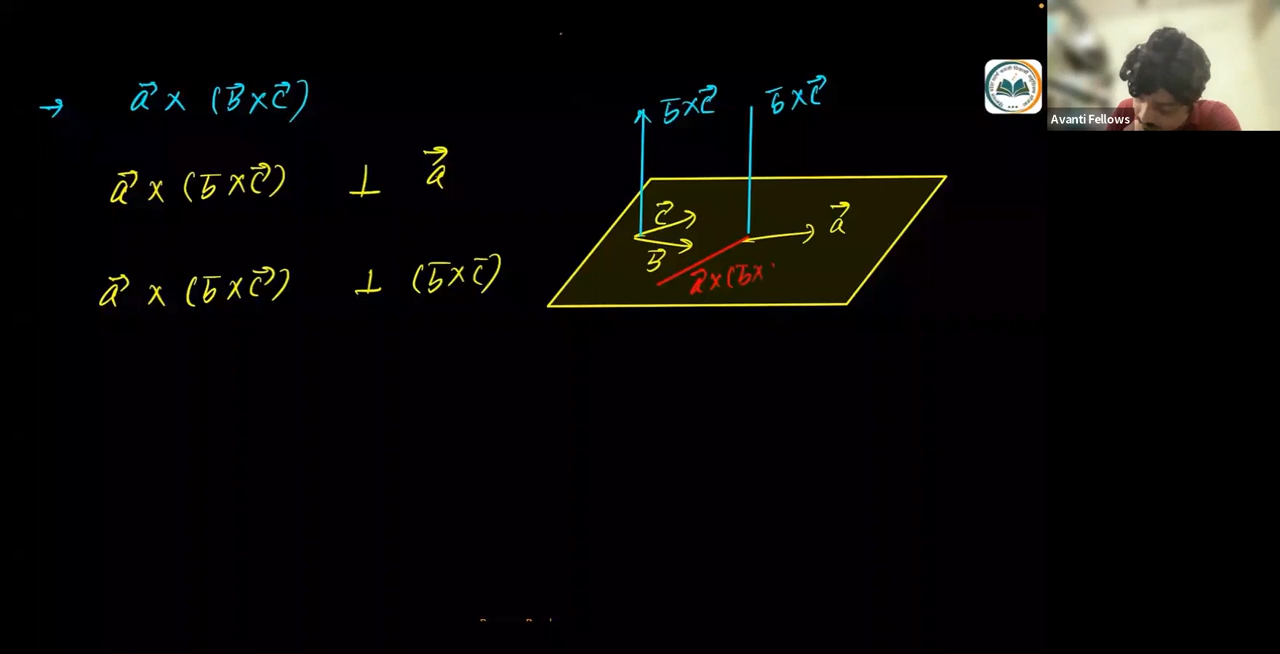 → a⃗ × (b⃗ × c⃗)
a⃗ × (b̄ × c⃗) ⊥ a⃗
a⃗ × (b̄ × c⃗) ⊥ (b̄ × c̄)
b̄ × c⃗
b̄ × c⃗
c⃗
b⃗
a⃗
a⃗ × (b̄ ×
Avanti Fellows